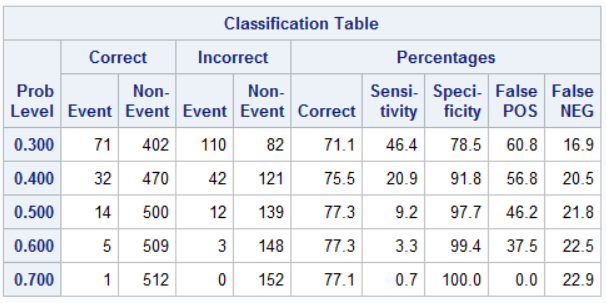 Classification Table
Correct Incorrect Percentages
Prob Level Event Non-Event Event Non-Event Correct Sensi-tivity Speci-ficity False POS False NEG
0.300 71 402 110 82 71.1 46.4 78.5 60.8 16.9
0.400 32 470 42 121 75.5 20.9 91.8 56.8 20.5
0.500 14 500 12 139 77.3 9.2 97.7 46.2 21.8
0.600 5 509 3 148 77.3 3.3 99.4 37.5 22.5
0.700 1 512 0 152 77.1 0.7 100.0 0.0 22.9